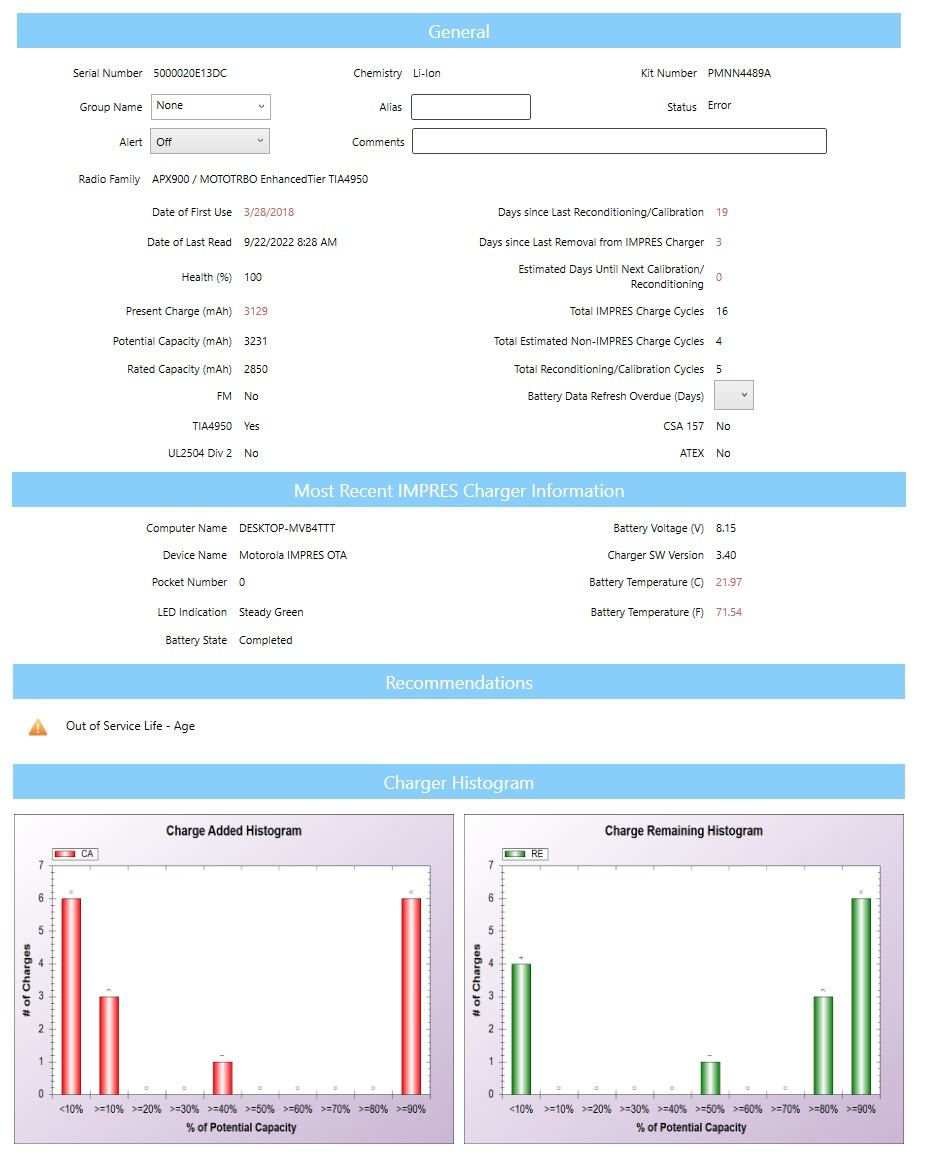 General
Serial Number 5000020E13DC Chemistry Li-Ion Kit Number PMNN4489A
Group Name None Alias Status Error
Alert Off Comments
Radio Family APX900 / MOTOTRBO EnhancedTier TIA4950
Date of First Use 3/28/2018 Days since Last Reconditioning/Calibration 19
Date of Last Read 9/22/2022 8:28 AM Days since Last Removal from IMPRES Charger 3
Health (%) 100 Estimated Days Until Next Calibration/
Reconditioning 0
Present Charge (mAh) 3129 Total IMPRES Charge Cycles 16
Potential Capacity (mAh) 3231 Total Estimated Non-IMPRES Charge Cycles 4
Rated Capacity (mAh) 2850 Total Reconditioning/Calibration Cycles 5
FM No Battery Data Refresh Overdue (Days)
TIA4950 Yes CSA 157 No
UL2504 Div 2 No ATEX No
Most Recent IMPRES Charger Information
Computer Name DESKTOP-MVB4TTT Battery Voltage (V) 8.15
Device Name Motorola IMPRES OTA Charger SW Version 3.40
Pocket Number 0 Battery Temperature (C) 21.97
LED Indication Steady Green Battery Temperature (F) 71.54
Battery State Completed
Recommendations
Out of Service Life - Age
Charger Histogram
Charge Added Histogram
CA
# of Charges
7
6
5
4
3
2
1
0
6 3 0 0 1 0 0 0 0 6
<10% >=10% >=20% >=30% >=40% >=50% >=60% >=70% >=80% >=90%
% of Potential Capacity
Charge Remaining Histogram
RE
# of Charges
7
6
5
4
3
2
1
0
4 0 0 0 0 1 0 0 3 6
<10% >=10% >=20% >=30% >=40% >=50% >=60% >=70% >=80% >=90%
% of Potential Capacity